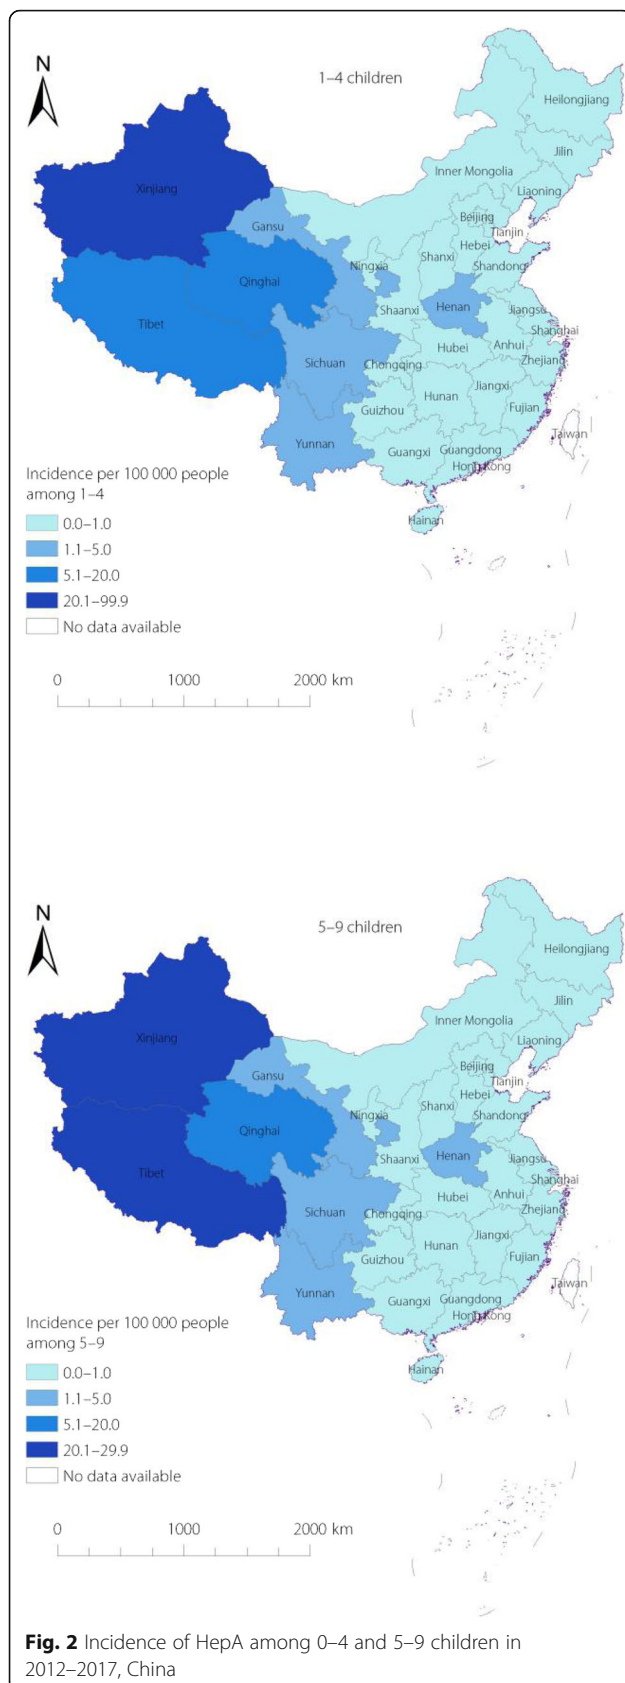 N
1–4 children
Heilongjiang
Jilin
Inner Mongolia
Liaoning
Xinjiang
Beijing
Gansu
Tianjin
Hebei
Shanxi
Ningxia
Shandong
Qinghai
Shaanxi
Henan
Jiangsu
Tibet
Shanghai
Hubei
Anhui
Sichuan
Chongqing
Zhejiang
Jiangxi
Hunan
Guizhou
Fujian
Yunnan
Guangxi
Guangdong
Taiwan
Hong Kong
Incidence per 100 000 people
among 1–4
0.0–1.0
Hainan
1.1–5.0
5.1–20.0
20.1–99.9
No data available
0 1000 2000 km
N
5–9 children
Heilongjiang
Jilin
Inner Mongolia
Liaoning
Xinjiang
Beijing
Gansu
Tianjin
Hebei
Shanxi
Ningxia
Shandong
Qinghai
Shaanxi
Henan
Jiangsu
Tibet
Shanghai
Hubei
Anhui
Sichuan
Chongqing
Zhejiang
Jiangxi
Hunan
Guizhou
Fujian
Yunnan
Guangxi
Guangdong
Taiwan
Hong Kong
Incidence per 100 000 people
among 5–9
0.0–1.0
Hainan
1.1–5.0
5.1–20.0
20.1–29.9
No data available
0 1000 2000 km
Fig. 2 Incidence of HepA among 0–4 and 5–9 children in
2012–2017, China